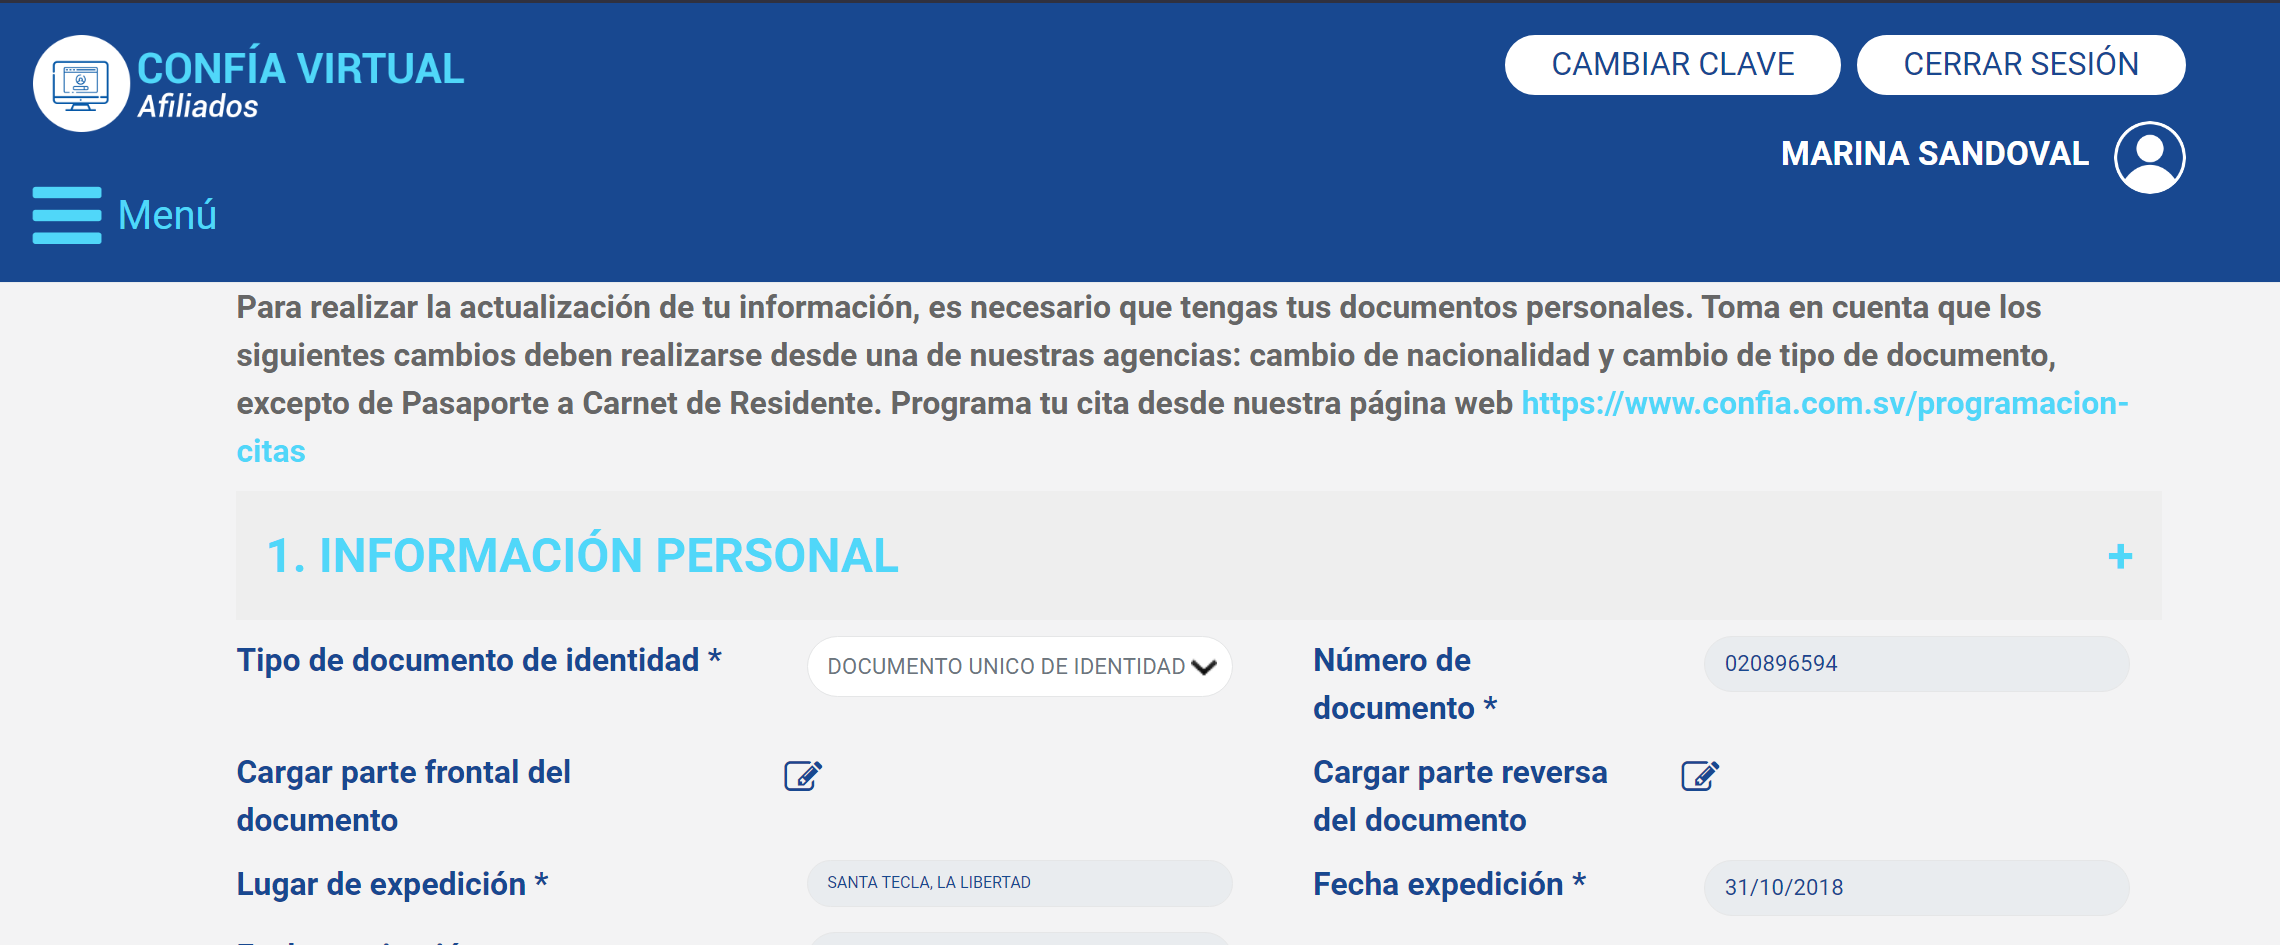 CONFÍA VIRTUAL
Afiliados
CAMBIAR CLAVE
CERRAR SESIÓN
MARINA SANDOVAL
Menú
Para realizar la actualización de tu información, es necesario que tengas tus documentos personales. Toma en cuenta que los
siguientes cambios deben realizarse desde una de nuestras agencias: cambio de nacionalidad y cambio de tipo de documento,
excepto de Pasaporte a Carnet de Residente. Programa tu cita desde nuestra página web https://www.confia.com.sv/programacion-
citas
1. INFORMACIÓN PERSONAL
+
Tipo de documento de identidad *
DOCUMENTO UNICO DE IDENTIDAD
Número de
documento *
020896594
Cargar parte frontal del
documento
Cargar parte reversa
del documento
Lugar de expedición *
SANTA TECLA, LA LIBERTAD
Fecha expedición *
31/10/2018